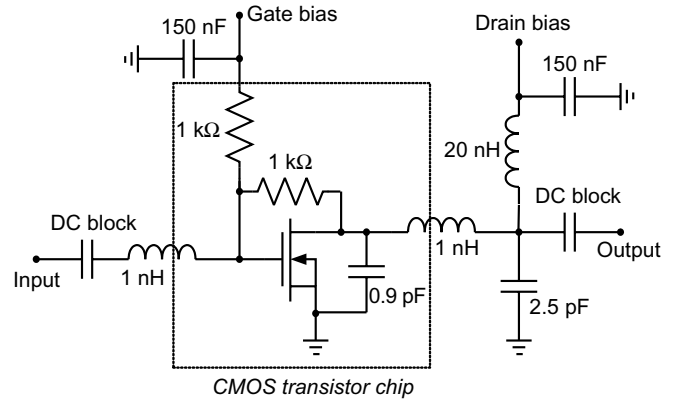 Gate bias
150 nF
Drain bias
150 nF
1 kΩ
1 kΩ
20 nH
DC block
DC block
Input
1 nH
1 nH
Output
0.9 pF
2.5 pF
CMOS transistor chip